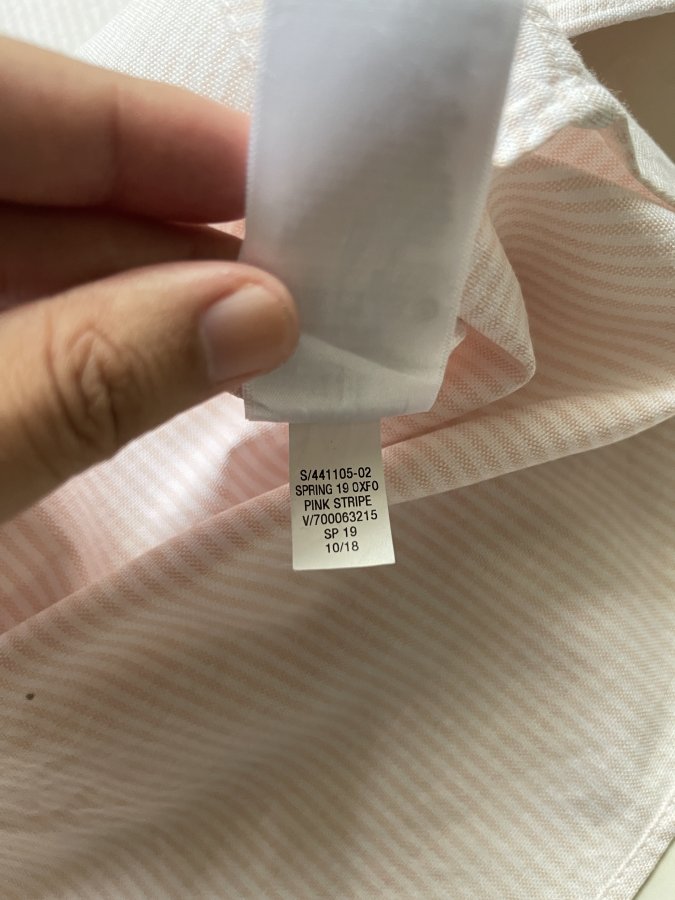 S/441105-02
SPRING 19 OXFO
PINK STRIPE
V/700063215
SP 19
10/18